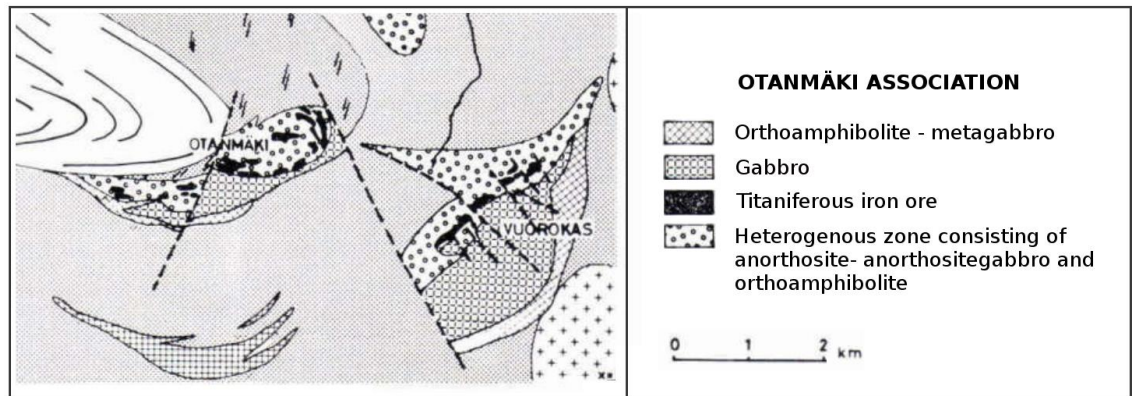 OTANMÄKI
VUOROKAS
OTANMÄKI ASSOCIATION
Orthoamphibolite - metagabbro
Gabbro
Titaniferous iron ore
Heterogenous zone consisting of
anorthosite- anorthositegabbro and
orthoamphibolite
0 1 2 km